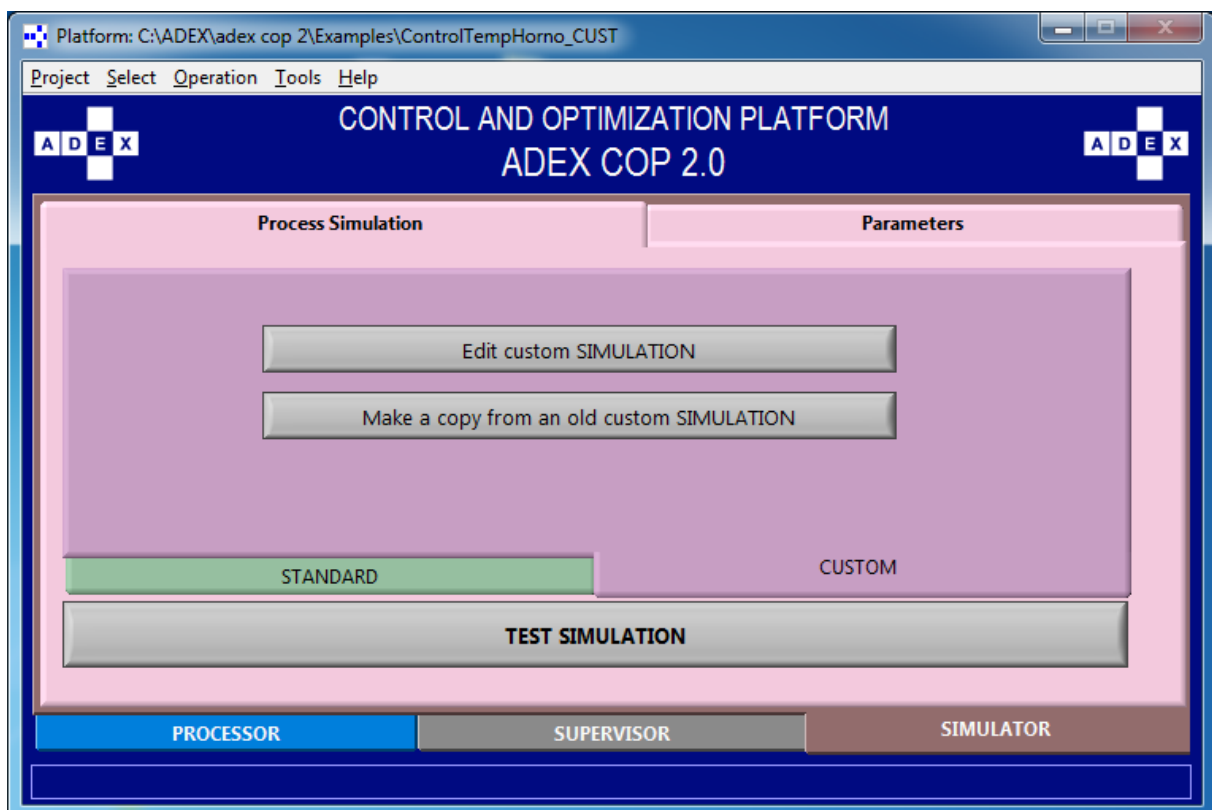 Platform: C:\ADEX\adex cop 2\Examples\ControlTempHorno_CUST
Project Select Operation Tools Help
CONTROL AND OPTIMIZATION PLATFORM
ADEX COP 2.0
ADEX
ADEX
Process Simulation
Parameters
Edit custom SIMULATION
Make a copy from an old custom SIMULATION
STANDARD
CUSTOM
TEST SIMULATION
PROCESSOR
SUPERVISOR
SIMULATOR